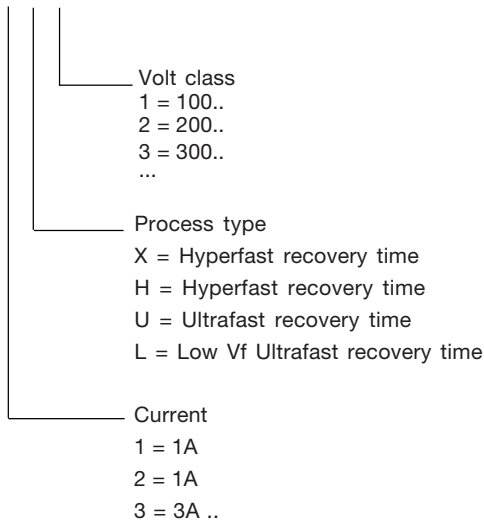 Volt class
1 = 100..
2 = 200..
3 = 300..
...
Process type
X = Hyperfast recovery time
H = Hyperfast recovery time
U = Ultrafast recovery time
L = Low Vf Ultrafast recovery time
Current
1 = 1A
2 = 1A
3 = 3A ..